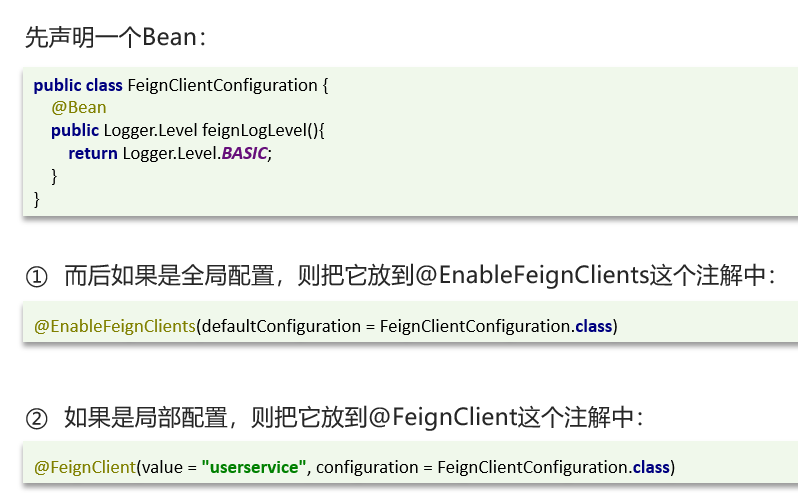 先声明一个Bean：
public class FeignClientConfiguration {
    @Bean
    public Logger.Level feignLogLevel(){
        return Logger.Level.BASIC;
    }
}
① 而后如果是全局配置，则把它放到@EnableFeignClients这个注解中：
@EnableFeignClients(defaultConfiguration = FeignClientConfiguration.class)
② 如果是局部配置，则把它放到@FeignClient这个注解中：
@FeignClient(value = "userservice", configuration = FeignClientConfiguration.class)